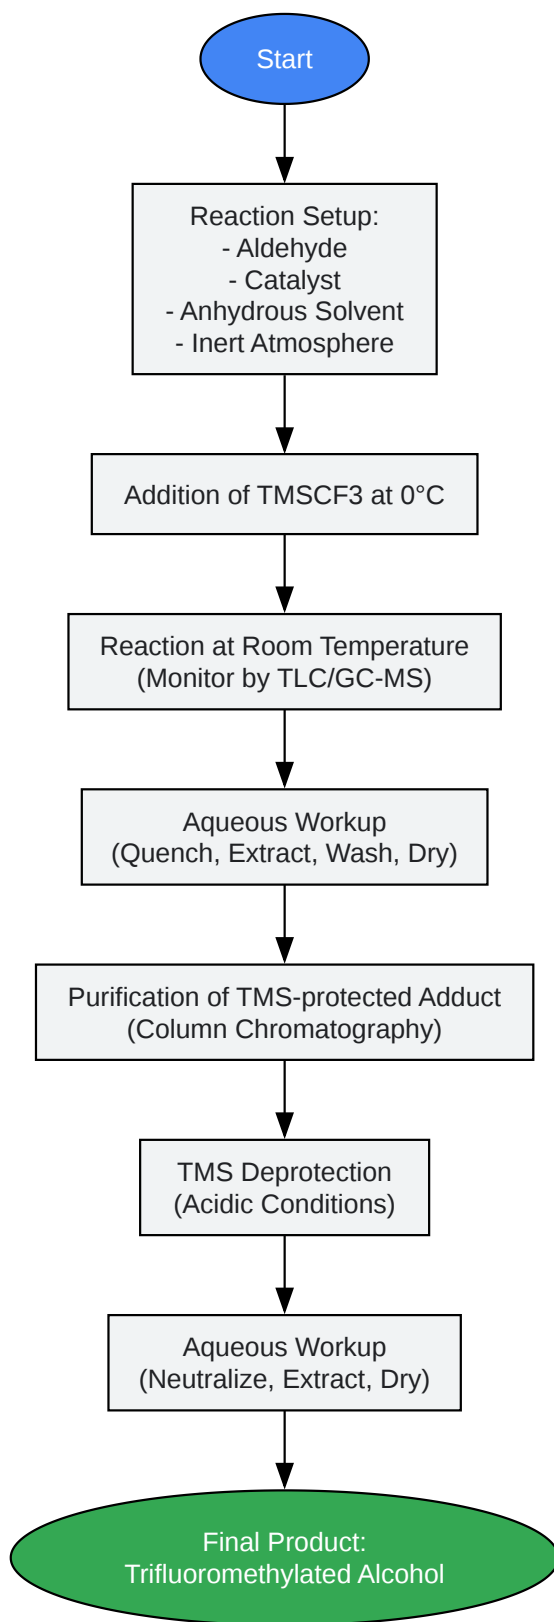 Start
Reaction Setup:
- Aldehyde
- Catalyst
- Anhydrous Solvent
- Inert Atmosphere
Addition of TMSCF3 at 0°C
Reaction at Room Temperature
(Monitor by TLC/GC-MS)
Aqueous Workup
(Quench, Extract, Wash, Dry)
Purification of TMS-protected Adduct
(Column Chromatography)
TMS Deprotection
(Acidic Conditions)
Aqueous Workup
(Neutralize, Extract, Dry)
Final Product:
Trifluoromethylated Alcohol